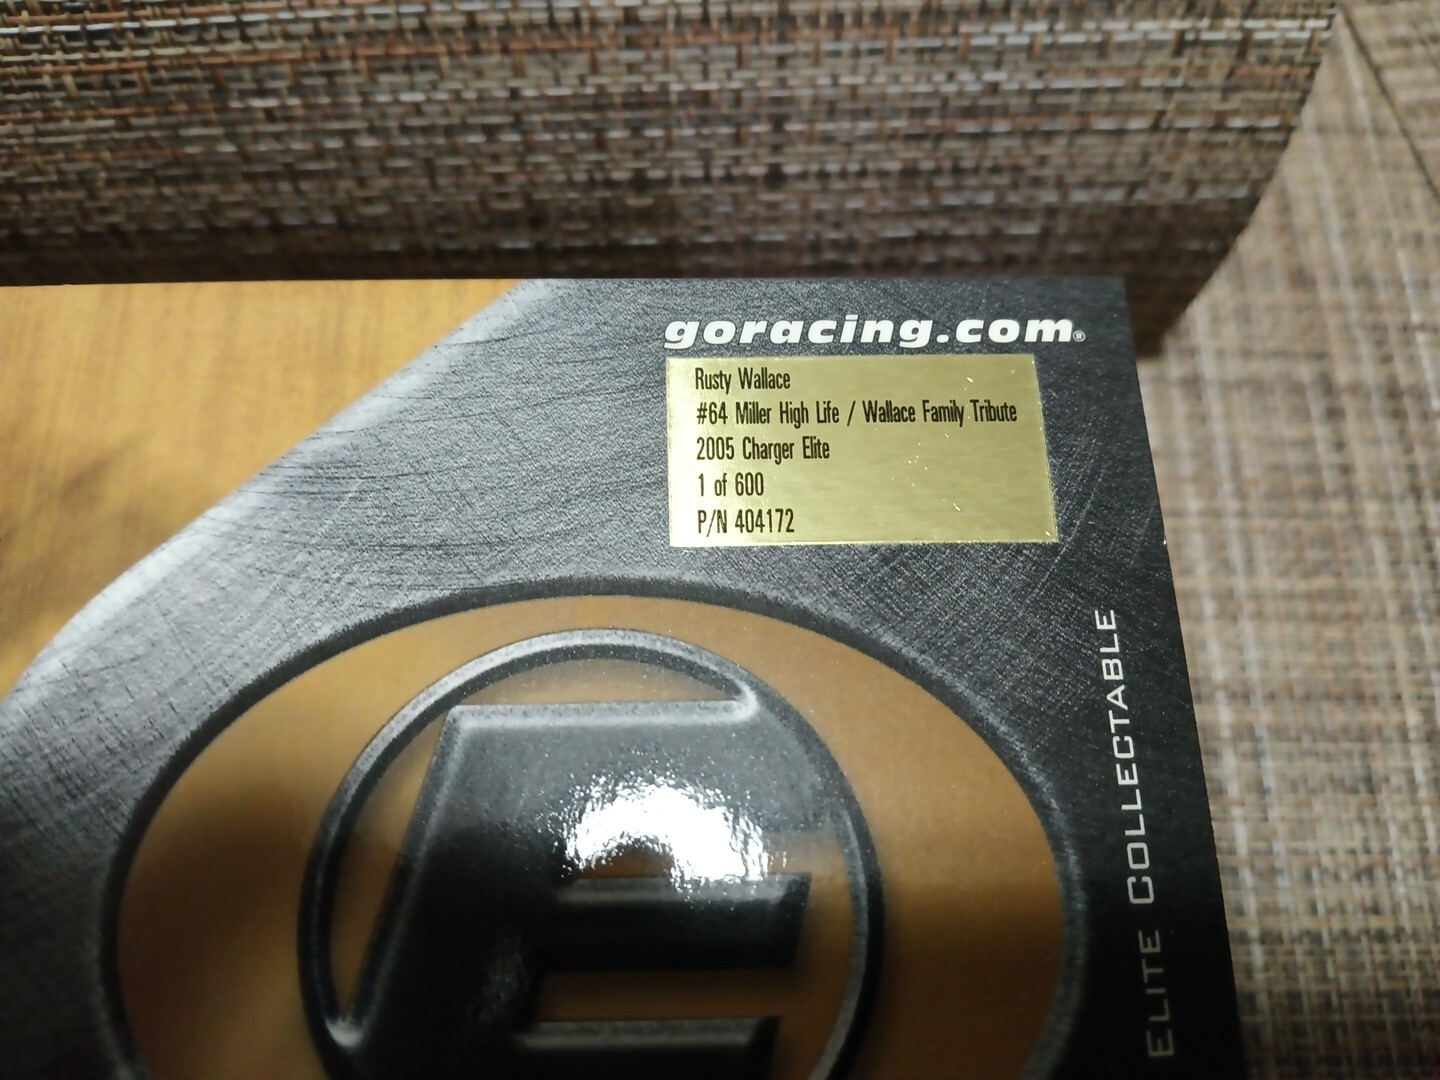 goracing.com®
Rusty Wallace
#64 Miller High Life / Wallace Family Tribute
2005 Charger Elite
1 of 600
P/N 404172
ELITE COLLECTABLE
E